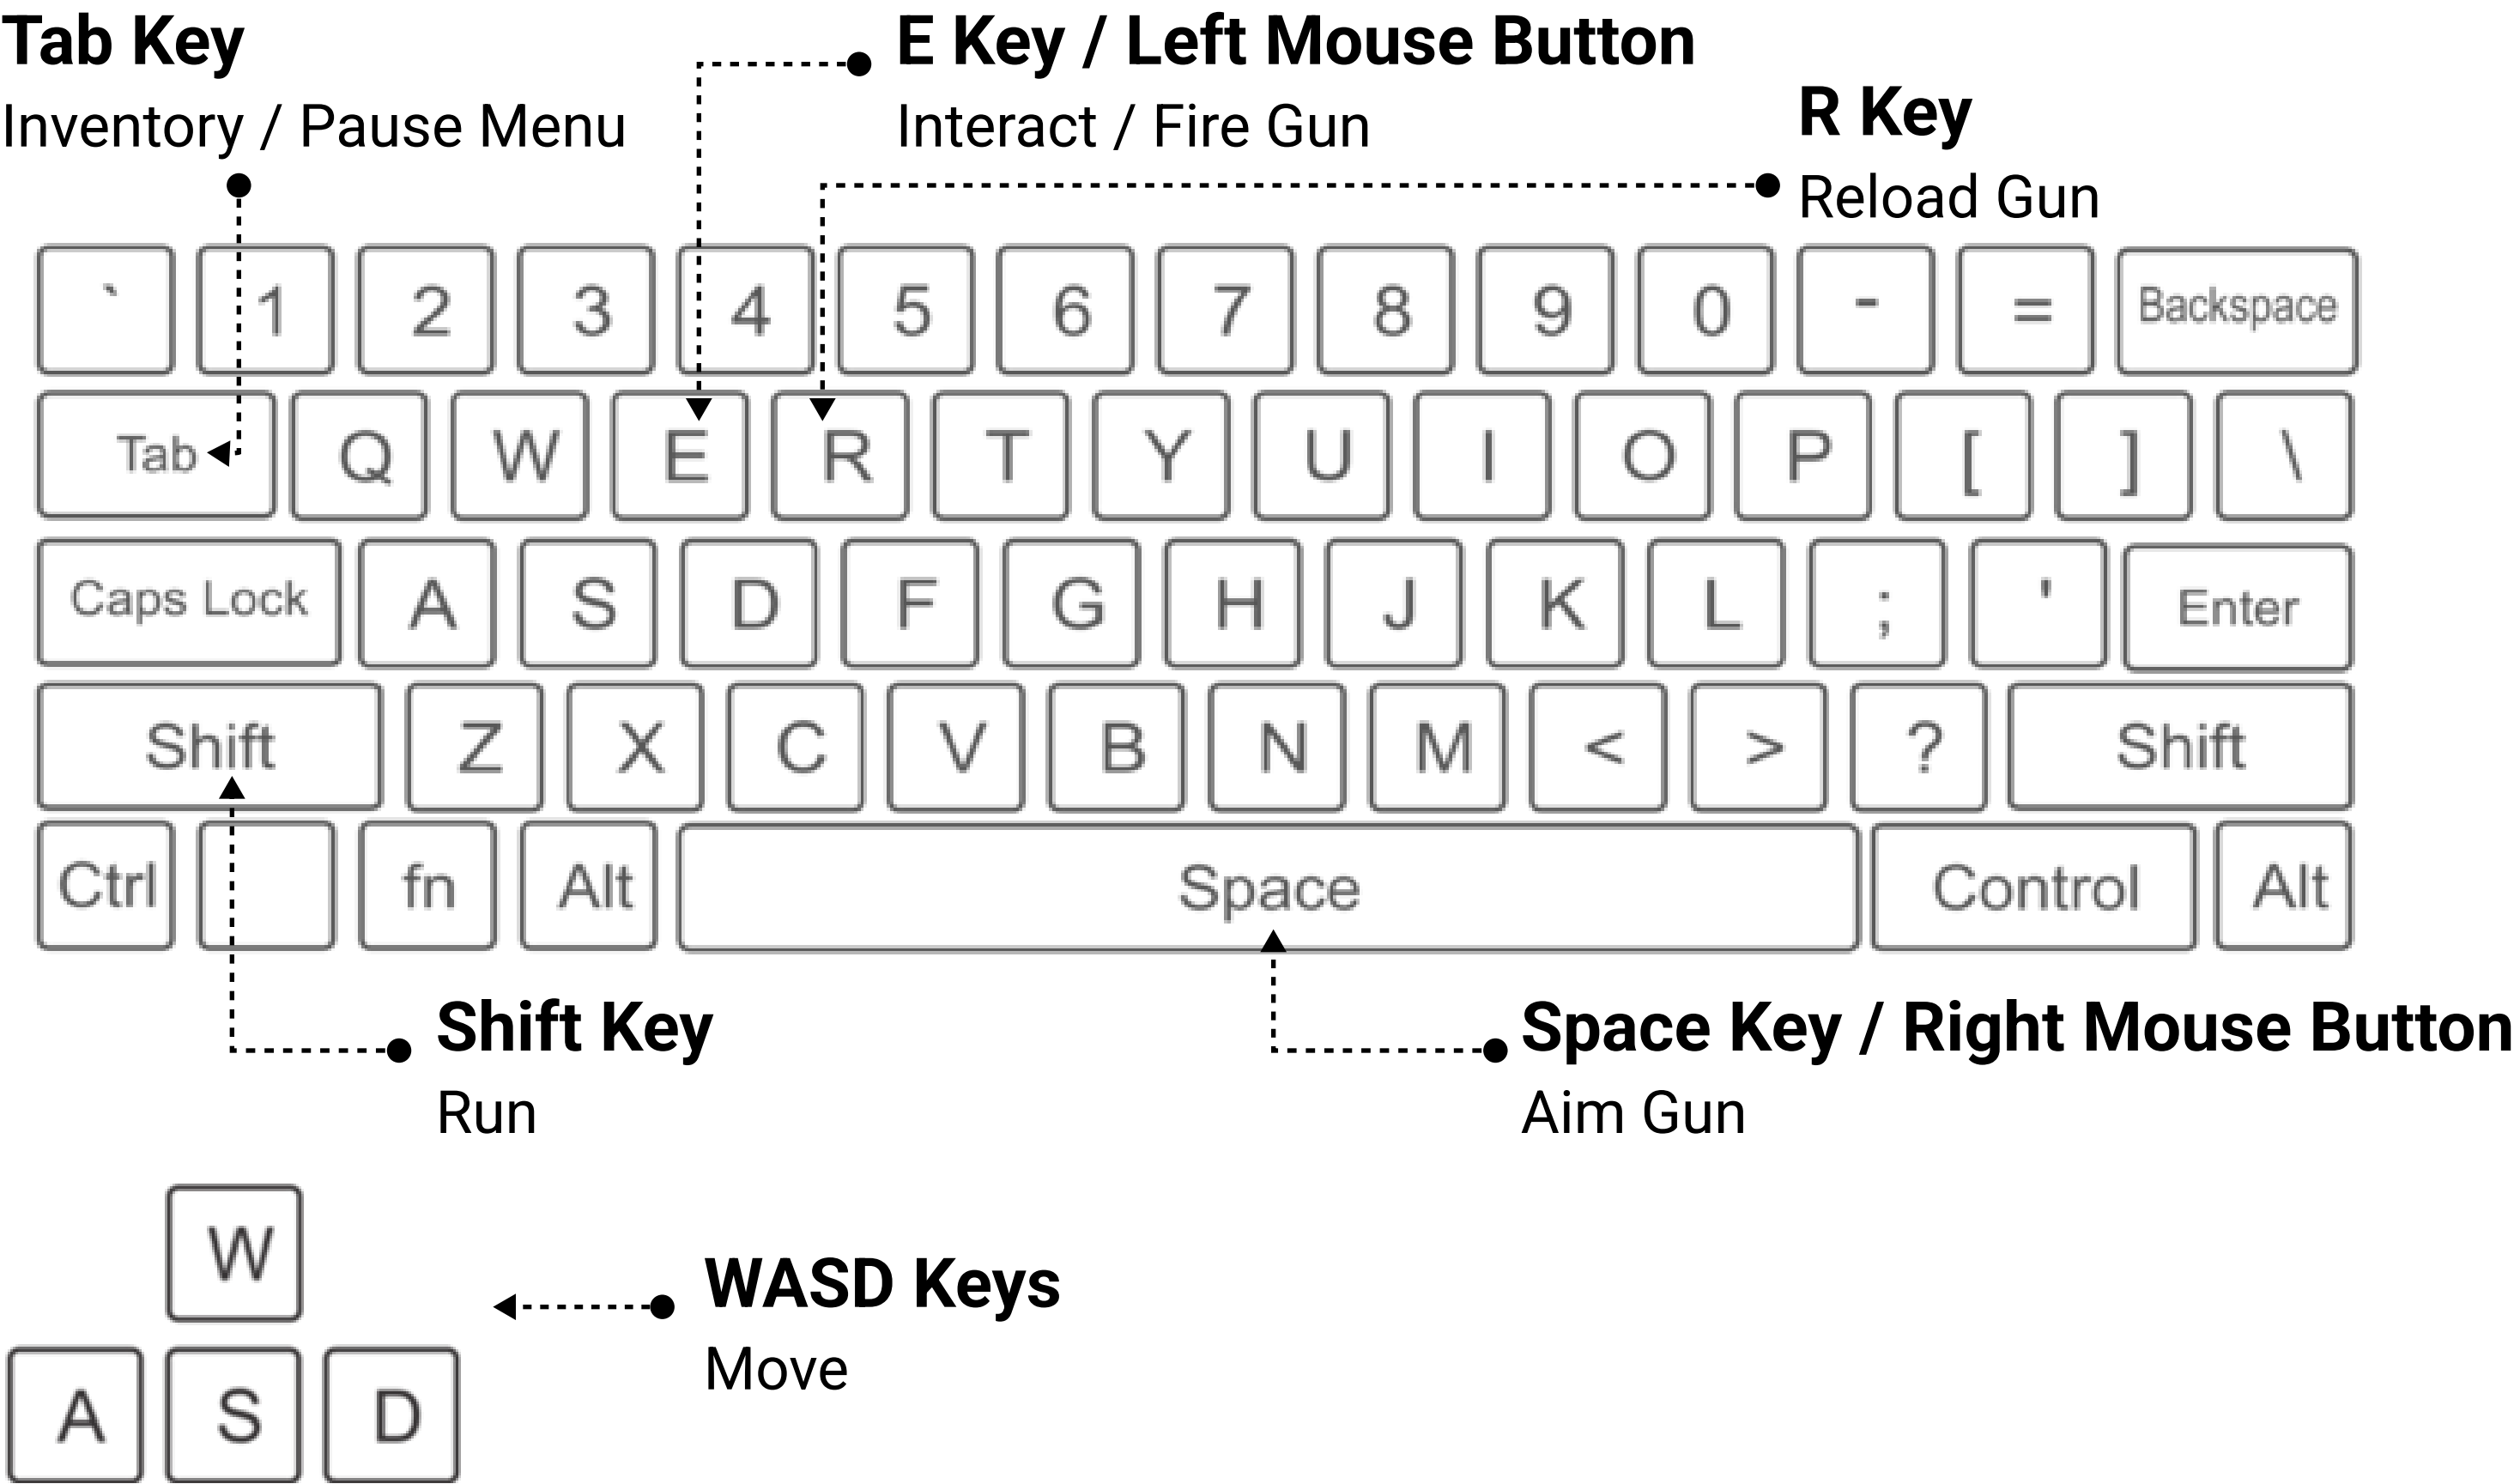 Tab Key
Inventory / Pause Menu
E Key / Left Mouse Button
Interact / Fire Gun
R Key
Reload Gun
` 1 2 3 4 5 6 7 8 9 0 - = Backspace
Tab Q W E R T Y U I O P [ ] \
Caps Lock A S D F G H J K L ; ' Enter
Shift Z X C V B N M < > ? Shift
Ctrl fn Alt Space Control Alt
Shift Key
Run
Space Key / Right Mouse Button
Aim Gun
W
A S D
WASD Keys
Move